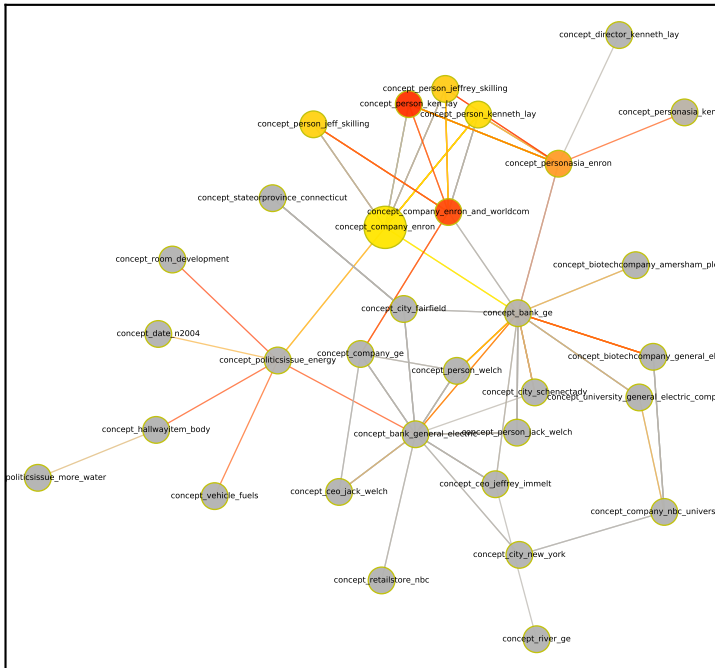 concept_director_kenneth_lay
concept_person_jeffrey_skilling
concept_person_ken_lay
concept_personasia_ken
concept_person_kenneth_lay
concept_person_jeff_skilling
concept_personasia_enron
concept_stateorprovince_connecticut
concept_company_enron_and_worldcom
concept_company_enron
concept_room_development
concept_biotechcompany_amersham_pl
concept_city_fairfield
concept_bank_ge
concept_date_n2004
concept_company_ge
concept_politicsissue_energy
concept_biotechcompany_general_el
concept_person_welch
concept_city_schenectady
concept_university_general_electric_comp
concept_hallwayitem_body
concept_bank_general_electric
concept_person_jack_welch
politicsissue_more_water
concept_ceo_jeffrey_immelt
concept_ceo_jack_welch
concept_vehicle_fuels
concept_company_nbc_univers
concept_city_new_york
concept_retailstore_nbc
concept_river_ge